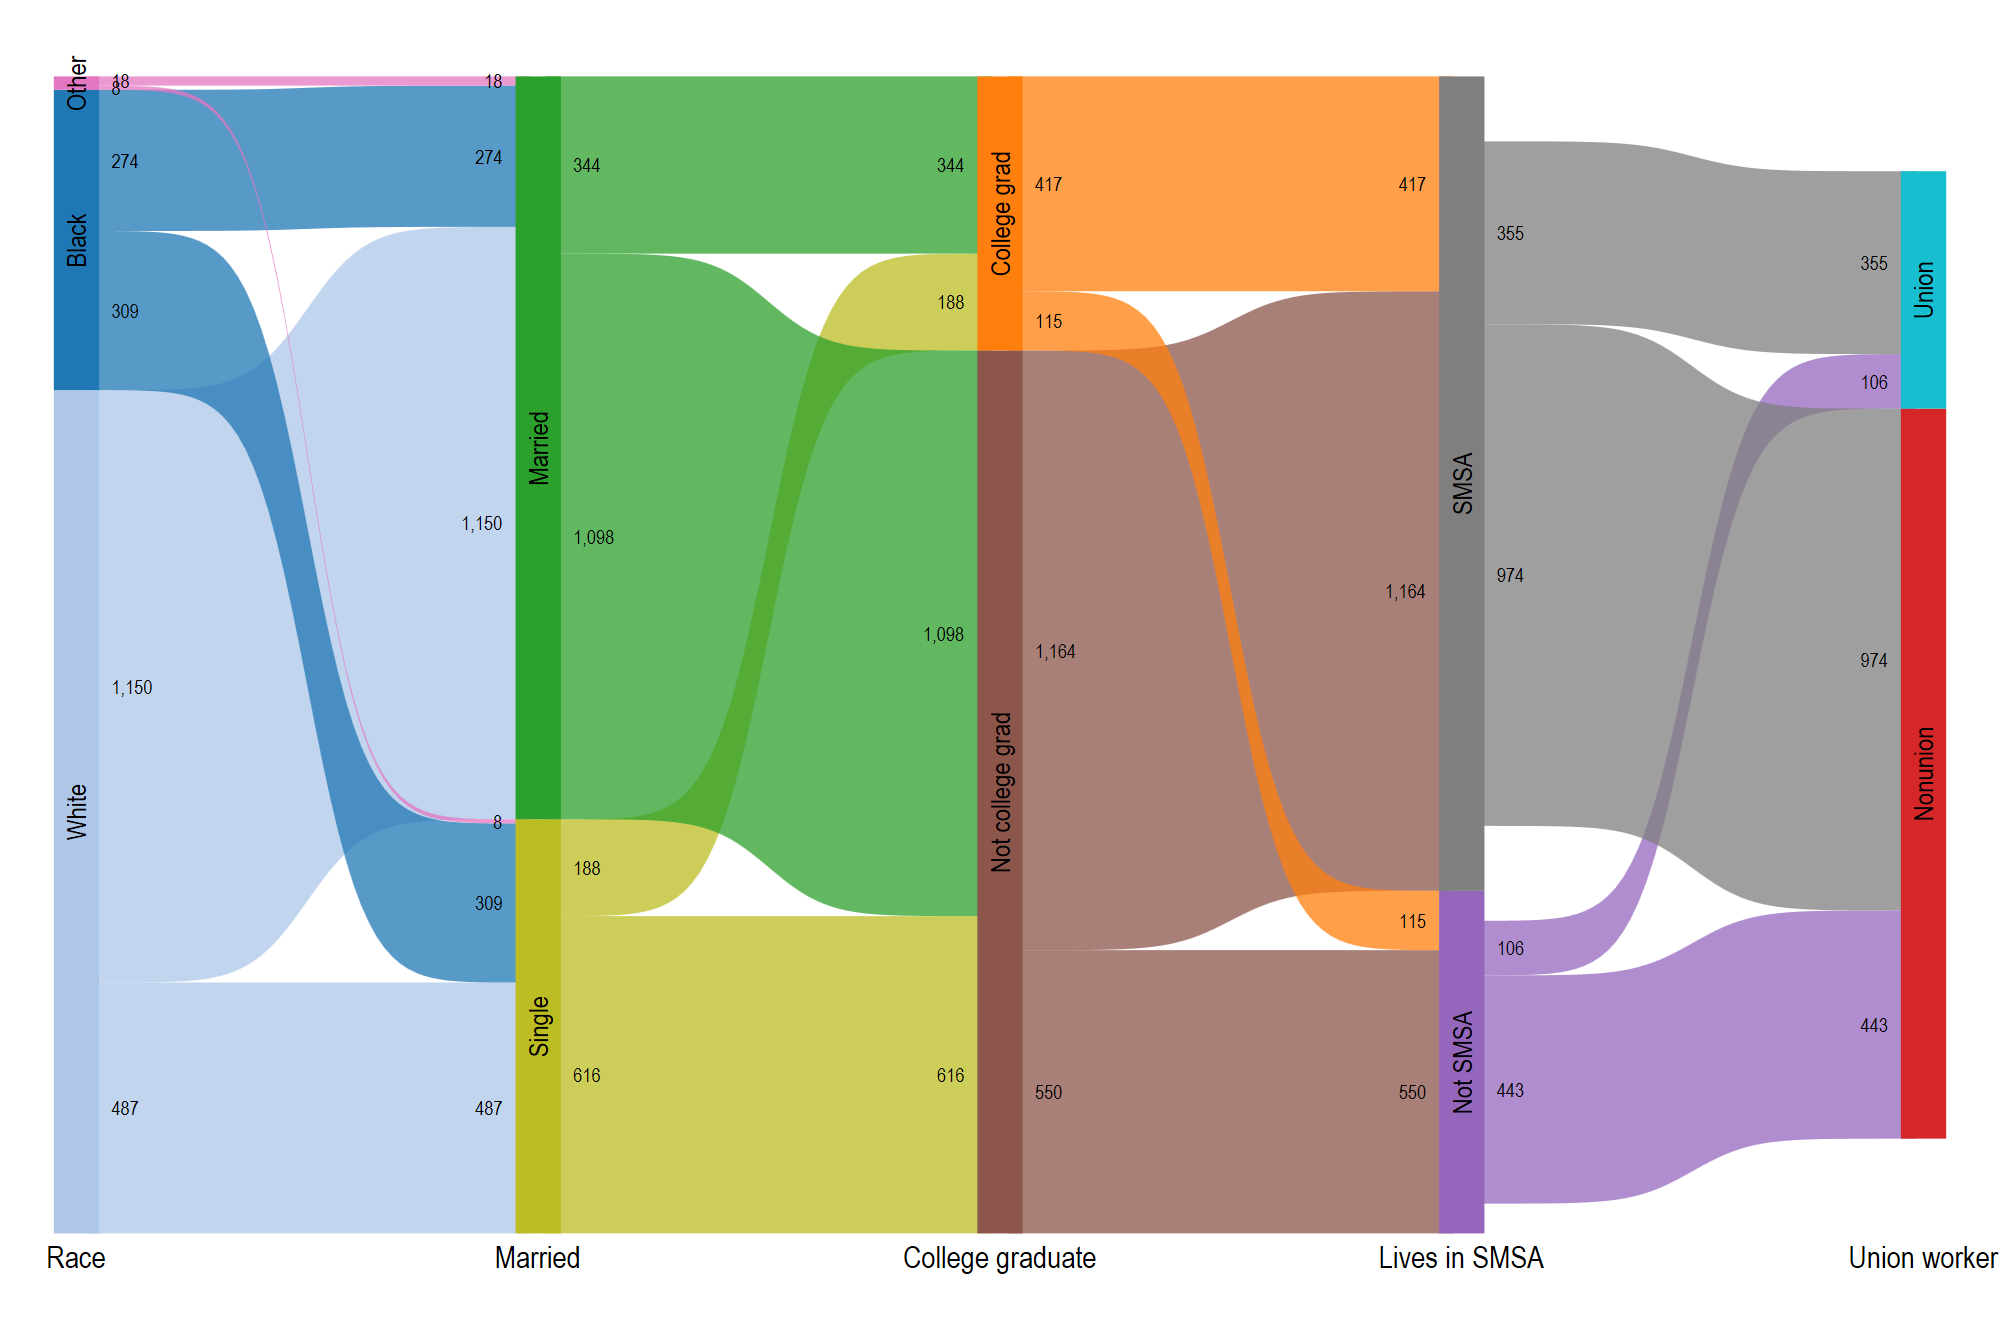 Other
Black
White
18
8
274
309
1,150
487
18
274
1,150
8
309
487
Married
Single
344
1,098
188
616
344
188
1,098
616
College grad
Not college grad
417
115
1,164
550
417
1,164
115
550
SMSA
Not SMSA
355
974
106
443
355
106
974
443
Union
Nonunion
Race
Married
College graduate
Lives in SMSA
Union worker